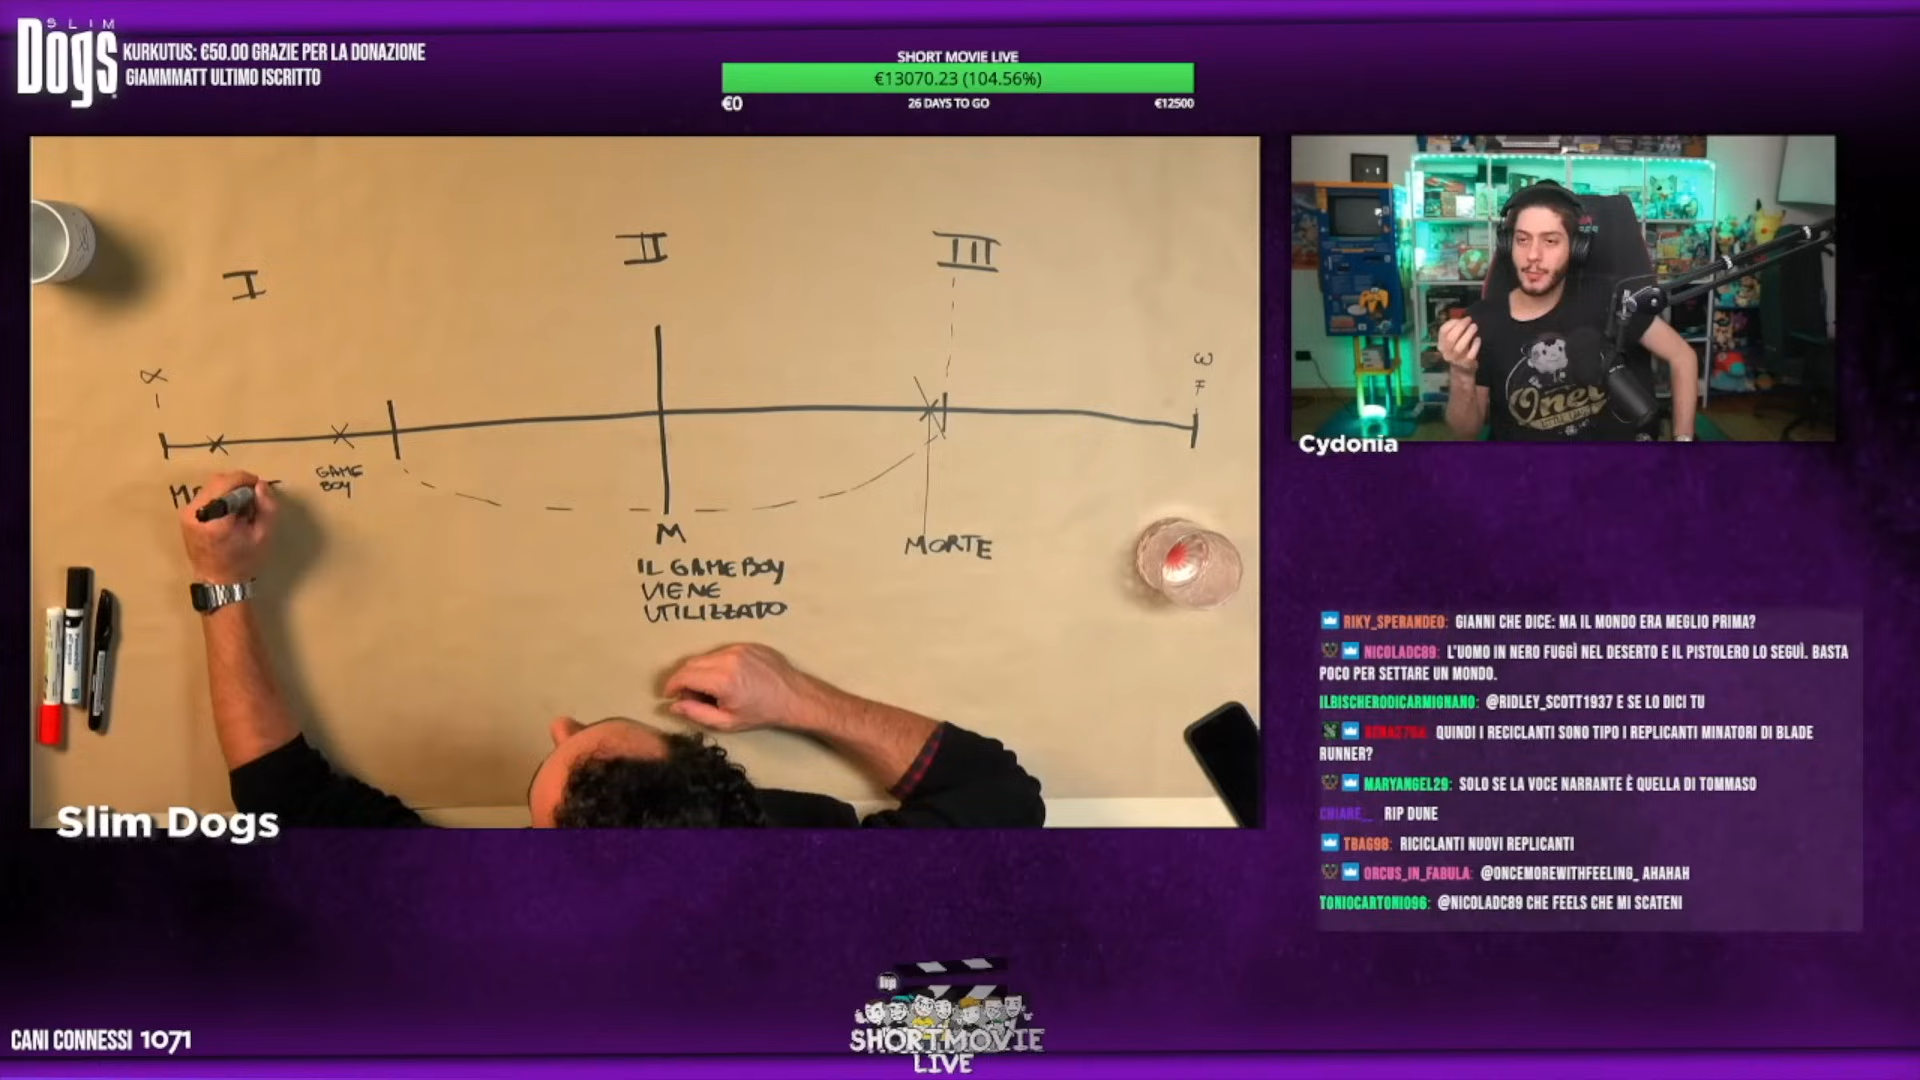 SLIM
Dogs
KURKUTUS: €50.00 GRAZIE PER LA DONAZIONE
GIAMMMATT ULTIMO ISCRITTO
SHORT MOVIE LIVE
€13070.23 (104.56%)
€0
26 DAYS TO GO
€12500
I
II
III
α
ω
F
GAME
BOY
M
IL GAMEBOY
VIENE
UTILIZZATO
MORTE
Slim Dogs
Cydonia
RIKY_SPERANDEO: GIANNI CHE DICE: MA IL MONDO ERA MEGLIO PRIMA?
NICOLADC89: L'UOMO IN NERO FUGGÌ NEL DESERTO E IL PISTOLERO LO SEGUÌ. BASTA
POCO PER SETTARE UN MONDO.
ILBISCHERODICARMIGNANO: @RIDLEY_SCOTT1937 E SE LO DICI TU
QUINDI I RECICLANTI SONO TIPO I REPLICANTI MINATORI DI BLADE
RUNNER?
MARYANGEL29: SOLO SE LA VOCE NARRANTE È QUELLA DI TOMMASO
CHIARE_ RIP DUNE
TBAG98: RICICLANTI NUOVI REPLICANTI
ORCUS_IN_FABULA: @ONCEMOREWITHFEELING_ AHAHAH
TONIOCARTONIO96: @NICOLADC89 CHE FEELS CHE MI SCATENI
SHORTMOVIE
LIVE
CANI CONNESSI 1071